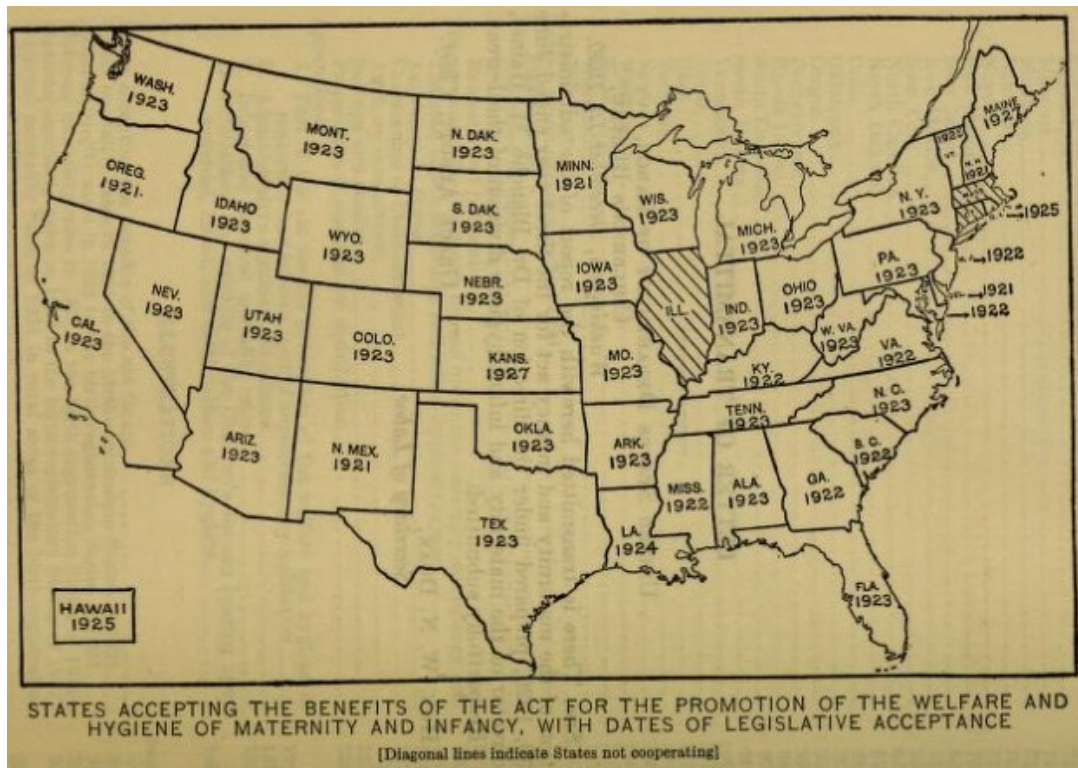 WASH.
1923
OREG.
1921.
CAL.
1923
NEV.
1923
IDAHO
1923
MONT.
1923
WYO.
1923
UTAH
1923
COLO.
1923
ARIZ.
1923
N. MEX.
1921
N. DAK.
1923
S. DAK.
1923
NEBR.
1923
KANS.
1927
OKLA.
1923
TEX.
1923
MINN.
1921
IOWA
1923
MO.
1923
ARK.
1923
LA.
1924
WIS.
1923
ILL.
MICH.
1923
IND.
1923
OHIO
1923
KY.
1922
TENN.
1923
MISS.
1922
ALA.
1923
GA.
1922
FLA.
1923
S. C.
1922
N. C.
1923
VA.
1922
W. VA.
1923
PA.
1923
N. Y.
1923
1922
VT.
N. H.
1921
MAINE
1927
1925
1922
DEL.
1921
1922
HAWAII
1925
STATES ACCEPTING THE BENEFITS OF THE ACT FOR THE PROMOTION OF THE WELFARE AND
HYGIENE OF MATERNITY AND INFANCY, WITH DATES OF LEGISLATIVE ACCEPTANCE
[Diagonal lines indicate States not cooperating]